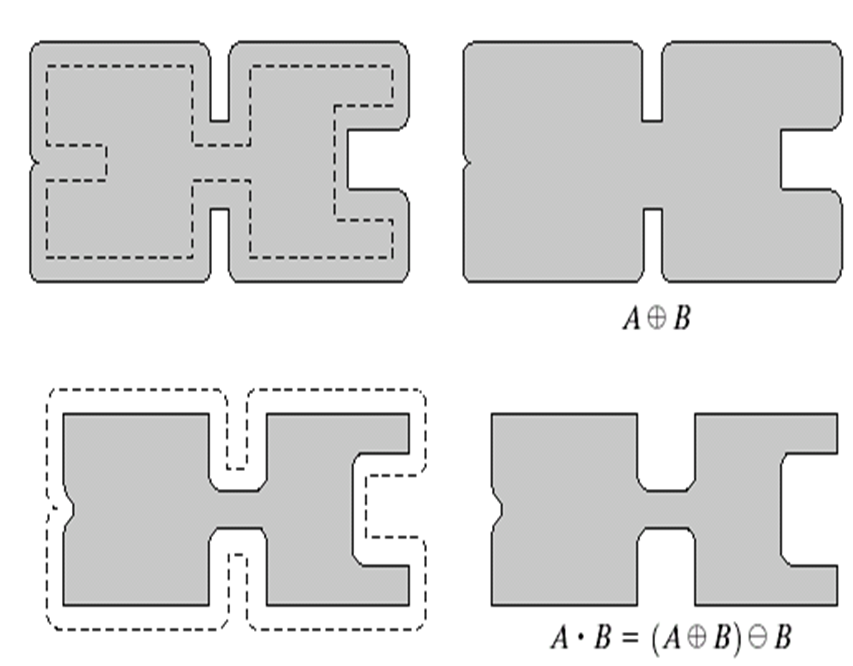 A ⊕ B
A • B = (A ⊕ B) ⊖ B